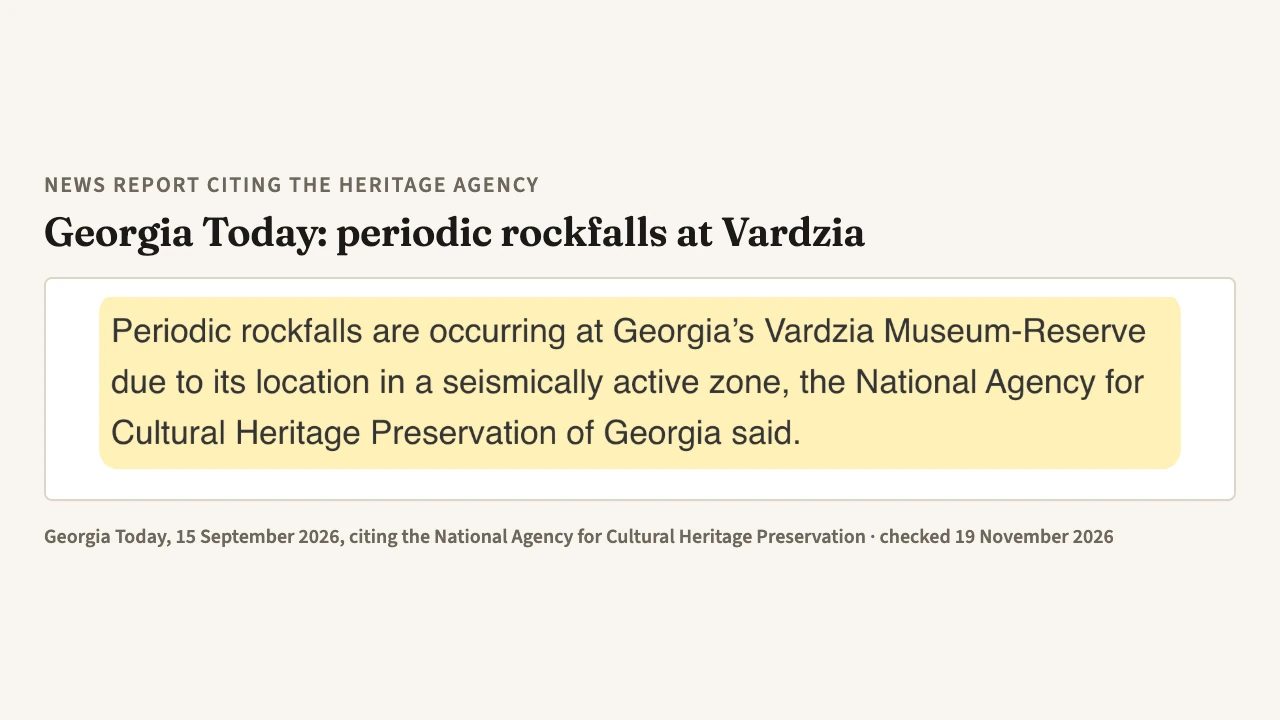 NEWS REPORT CITING THE HERITAGE AGENCY
Georgia Today: periodic rockfalls at Vardzia
Periodic rockfalls are occurring at Georgia’s Vardzia Museum-Reserve
due to its location in a seismically active zone, the National Agency for
Cultural Heritage Preservation of Georgia said.
Georgia Today, 15 September 2026, citing the National Agency for Cultural Heritage Preservation · checked 19 November 2026